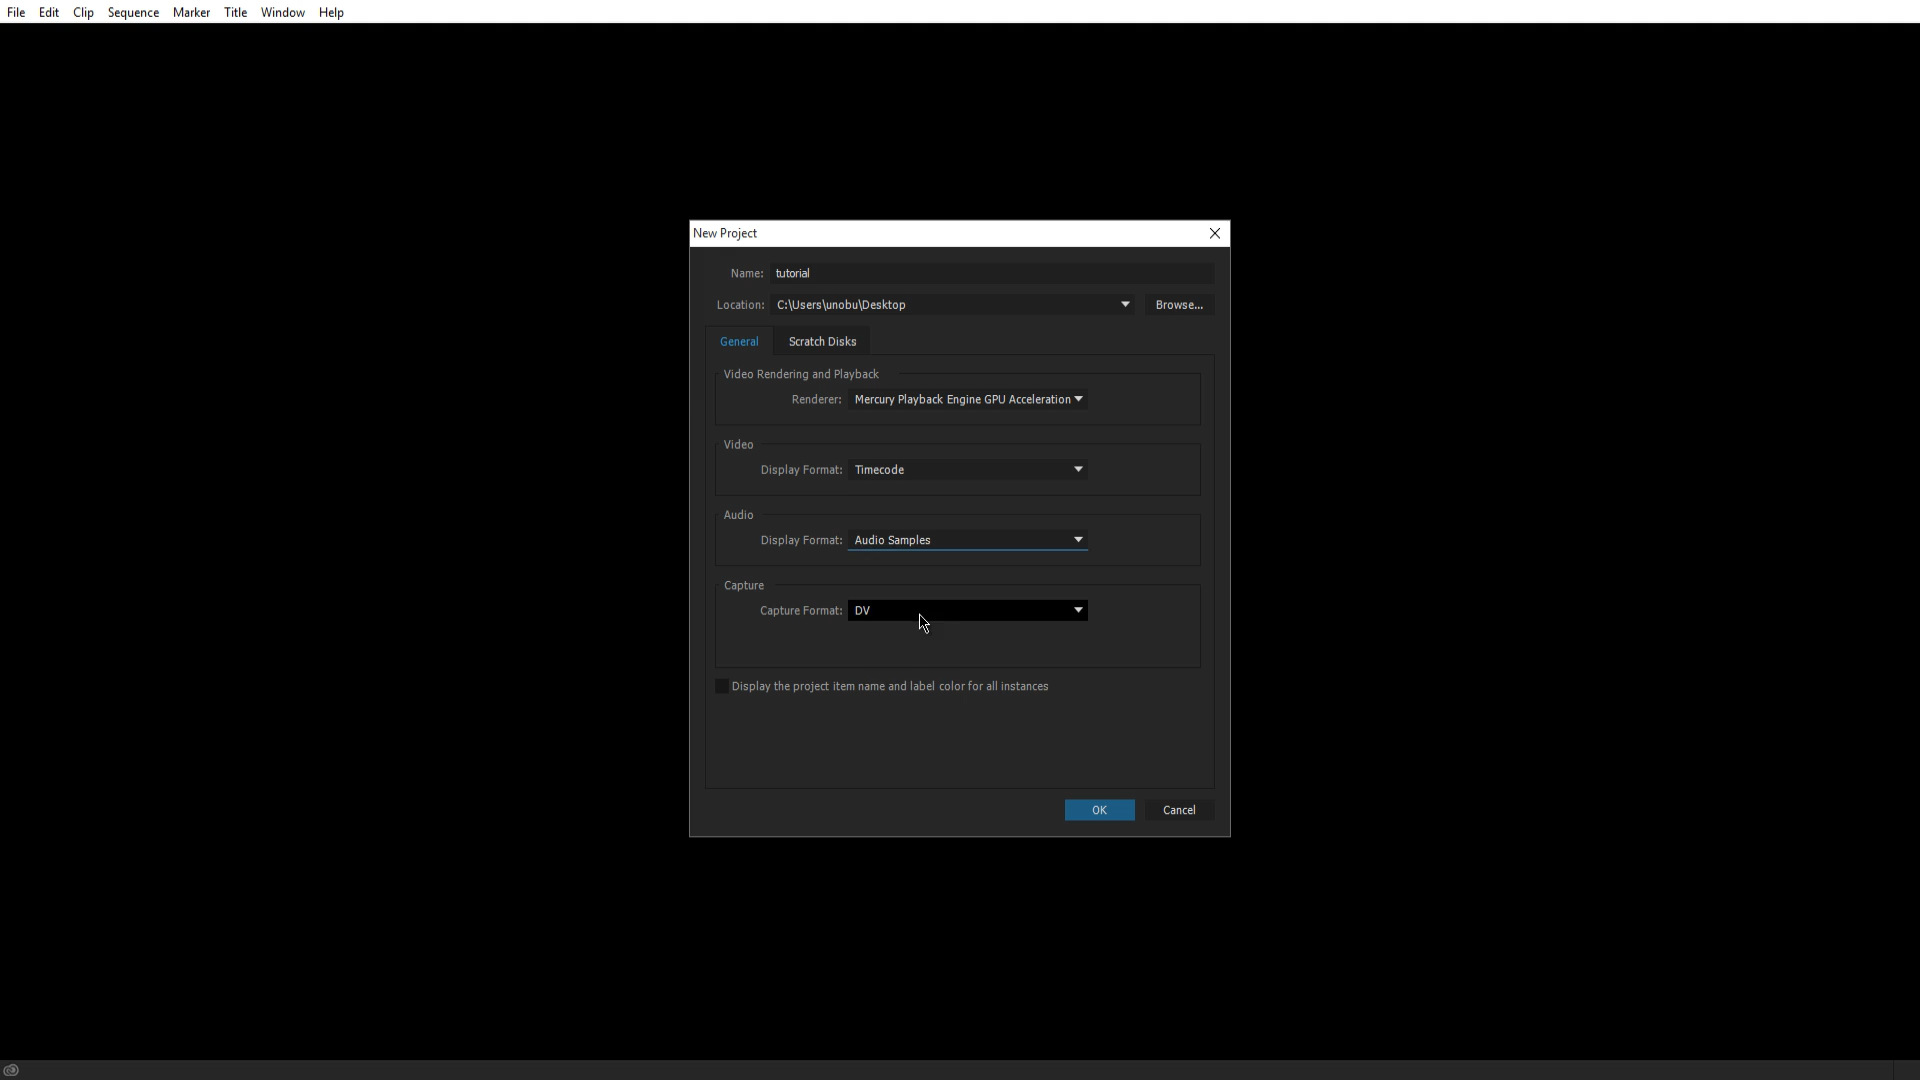 File Edit Clip Sequence Marker Title Window Help
New Project
Name: tutorial
Location: C:\Users\unobu\Desktop Browse...
General Scratch Disks
Video Rendering and Playback
Renderer: Mercury Playback Engine GPU Acceleration
Video
Display Format: Timecode
Audio
Display Format: Audio Samples
Capture
Capture Format: DV
Display the project item name and label color for all instances
OK Cancel